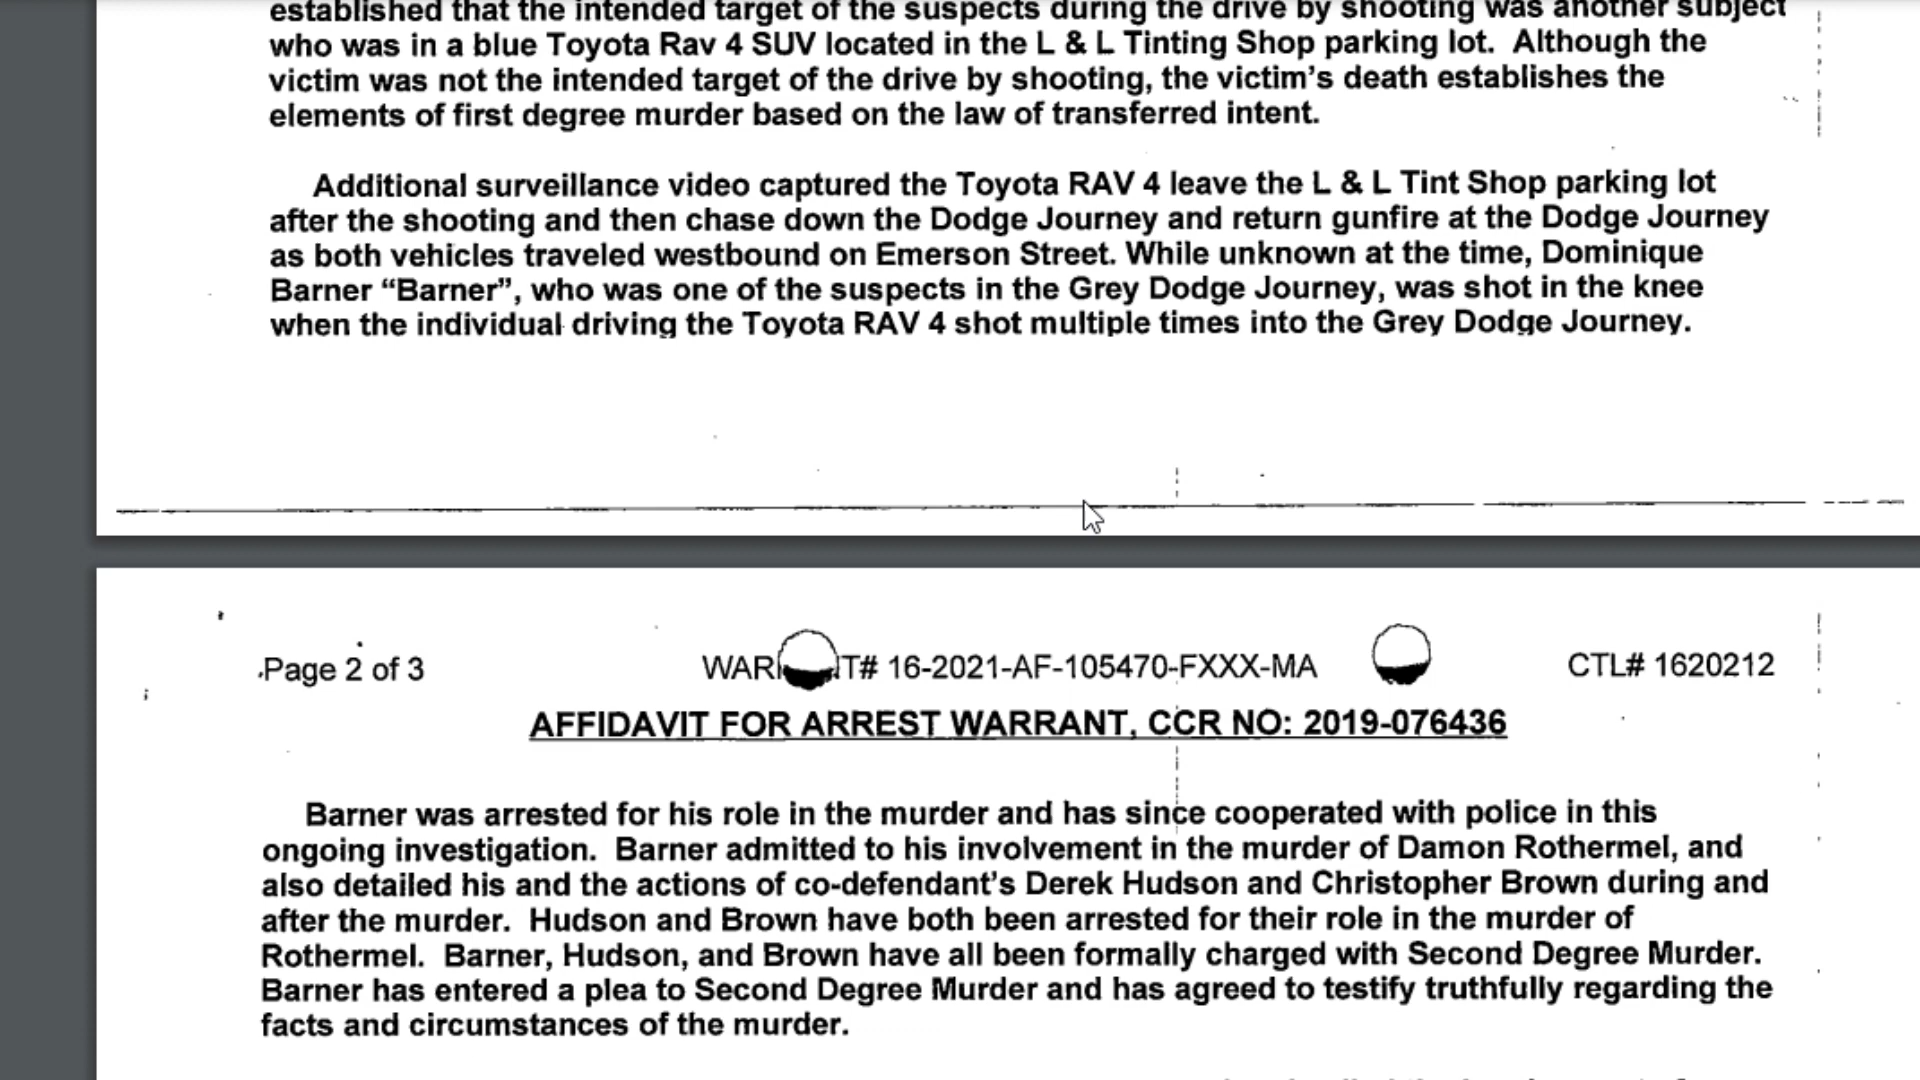 established that the intended target of the suspects during the drive by shooting was another subject
who was in a blue Toyota Rav 4 SUV located in the L & L Tinting Shop parking lot.  Although the
victim was not the intended target of the drive by shooting, the victim's death establishes the
elements of first degree murder based on the law of transferred intent.
Additional surveillance video captured the Toyota RAV 4 leave the L & L Tint Shop parking lot
after the shooting and then chase down the Dodge Journey and return gunfire at the Dodge Journey
as both vehicles traveled westbound on Emerson Street. While unknown at the time, Dominique
Barner “Barner”, who was one of the suspects in the Grey Dodge Journey, was shot in the knee
when the individual driving the Toyota RAV 4 shot multiple times into the Grey Dodge Journey.
Page 2 of 3 WAR T# 16-2021-AF-105470-FXXX-MA CTL# 1620212
AFFIDAVIT FOR ARREST WARRANT, CCR NO: 2019-076436
Barner was arrested for his role in the murder and has since cooperated with police in this
ongoing investigation.  Barner admitted to his involvement in the murder of Damon Rothermel, and
also detailed his and the actions of co-defendant's Derek Hudson and Christopher Brown during and
after the murder.  Hudson and Brown have both been arrested for their role in the murder of
Rothermel.  Barner, Hudson, and Brown have all been formally charged with Second Degree Murder.
Barner has entered a plea to Second Degree Murder and has agreed to testify truthfully regarding the
facts and circumstances of the murder.